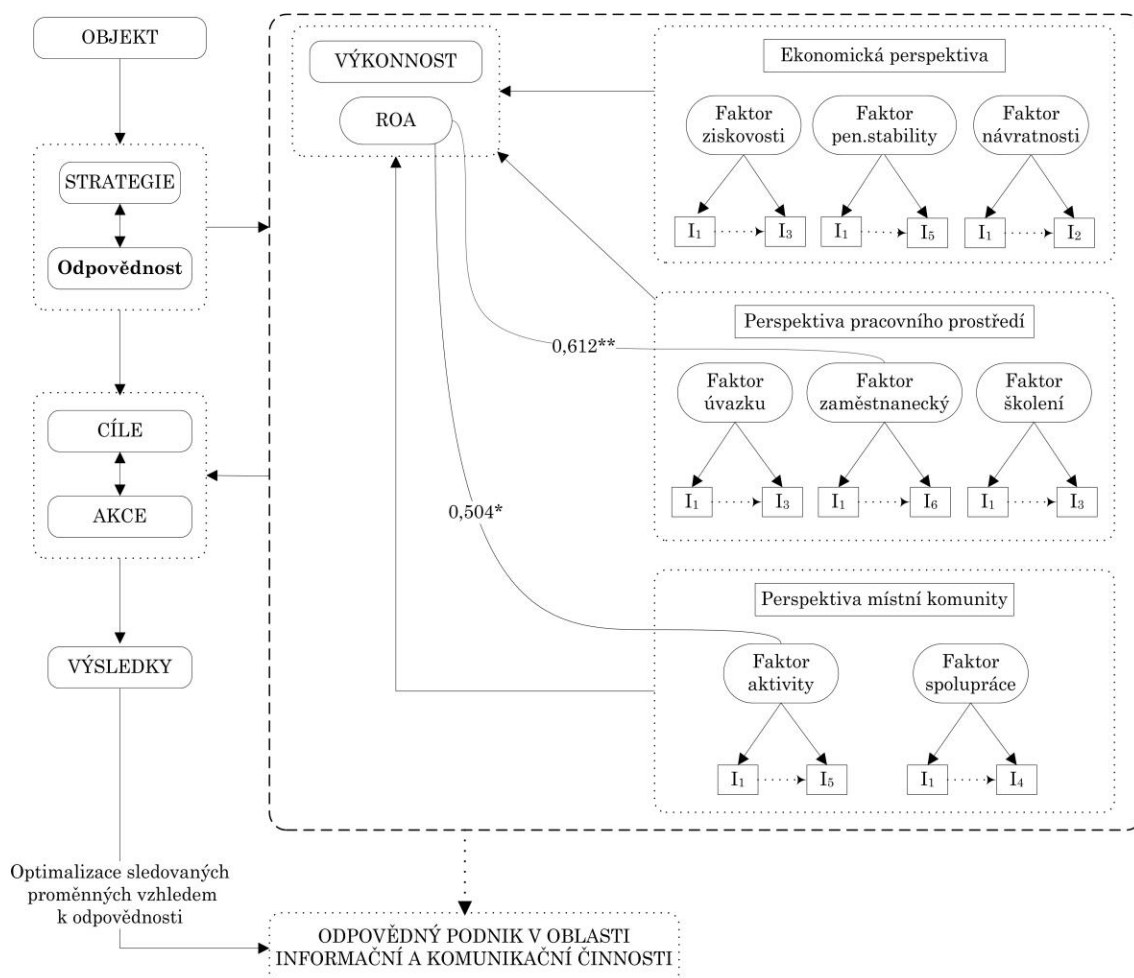 OBJEKT
STRATEGIE
Odpovědnost
CÍLE
AKCE
VÝSLEDKY
Optimalizace sledovaných
proměnných vzhledem
k odpovědnosti
VÝKONNOST
ROA
0,612**
0,504*
Ekonomická perspektiva
Faktor
ziskovosti
Faktor
pen.stability
Faktor
návratnosti
I₁
I₃
I₁
I₅
I₁
I₂
Perspektiva pracovního prostředí
Faktor
úvazku
Faktor
zaměstnanecký
Faktor
školení
I₁
I₃
I₁
I₆
I₁
I₃
Perspektiva místní komunity
Faktor
aktivity
Faktor
spolupráce
I₁
I₅
I₁
I₄
ODPOVĚDNÝ PODNIK V OBLASTI
INFORMAČNÍ A KOMUNIKAČNÍ ČINNOSTI